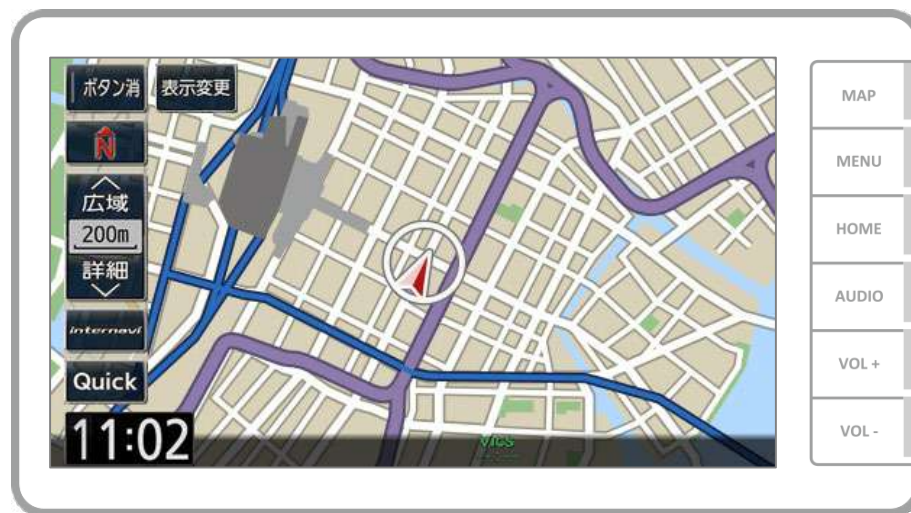 ボタン消
表示変更
N
広域
200m
詳細
internavi
Quick
11:02
VICS
MAP
MENU
HOME
AUDIO
VOL +
VOL -